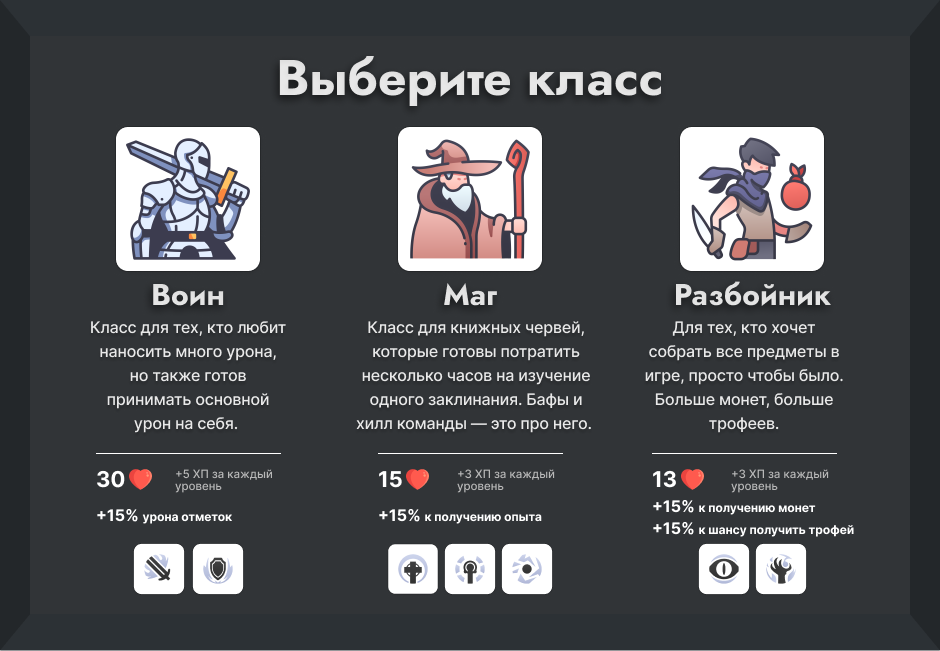 Выберите класс
Воин
Класс для тех, кто любит
наносить много урона,
но также готов
принимать основной
урон на себя.
30
+5 ХП за каждый
уровень
+15% урона отметок
Маг
Класс для книжных червей,
которые готовы потратить
несколько часов на изучение
одного заклинания. Бафы и
хилл команды — это про него.
15
+3 ХП за каждый
уровень
+15% к получению опыта
Разбойник
Для тех, кто хочет
собрать все предметы в
игре, просто чтобы было.
Больше монет, больше
трофеев.
13
+3 ХП за каждый
уровень
+15% к получению монет
+15% к шансу получить трофей